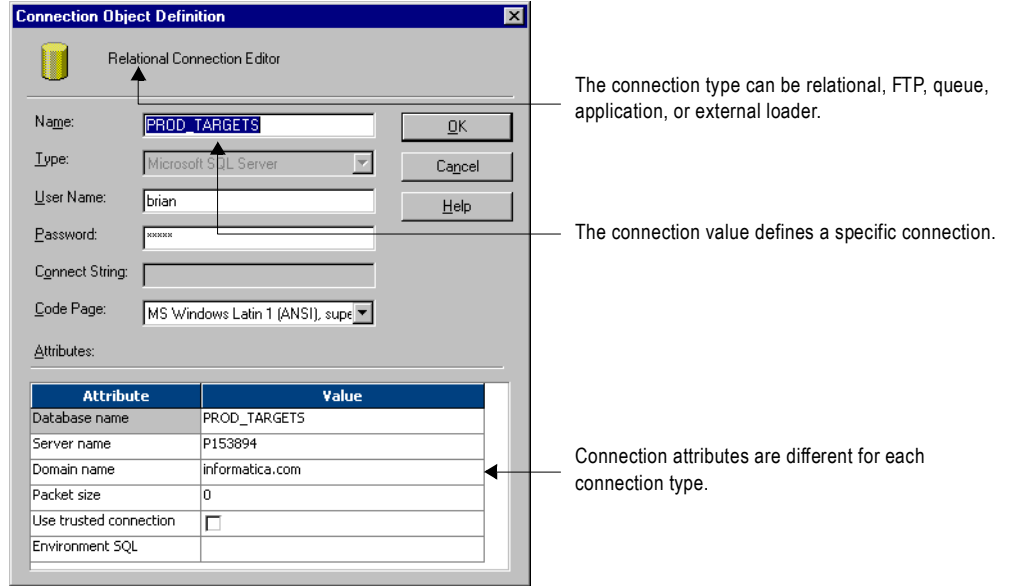 Connection Object Definition
Relational Connection Editor
The connection type can be relational, FTP, queue,
application, or external loader.
Name: PROD_TARGETS OK
Type: Microsoft SQL Server Cancel
User Name: brian Help
Password: xxxxx
The connection value defines a specific connection.
Connect String:
Code Page: MS Windows Latin 1 (ANSI), supe
Attributes:
Attribute Value
Database name PROD_TARGETS
Server name P153894
Domain name informatica.com
Packet size 0
Use trusted connection
Environment SQL
Connection attributes are different for each
connection type.